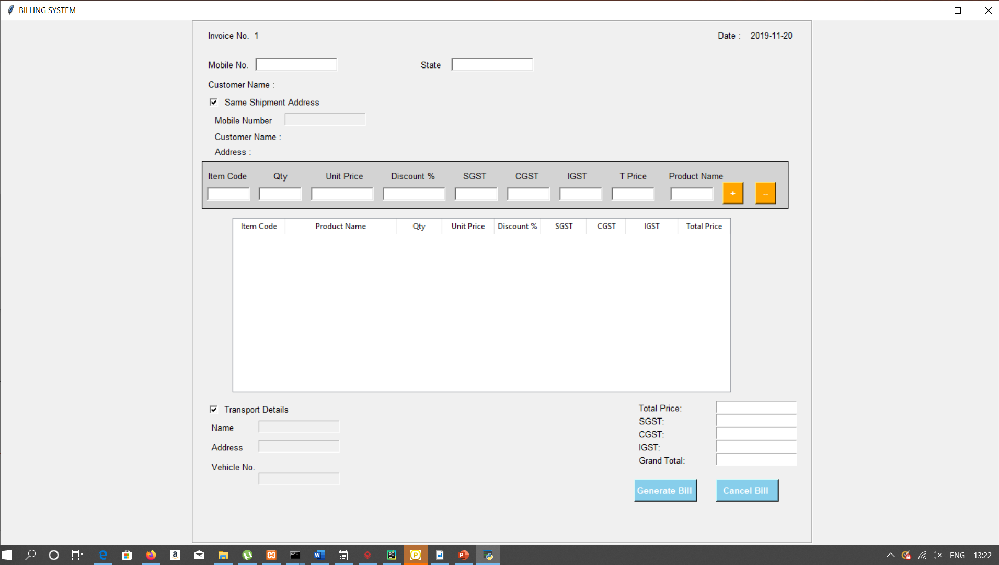 BILLING SYSTEM
Invoice No. 1 Date : 2019-11-20
Mobile No. State
Customer Name :
Same Shipment Address
Mobile Number
Customer Name :
Address :
Item Code Qty Unit Price Discount % SGST CGST IGST T Price Product Name
+ _
Item Code Product Name Qty Unit Price Discount % SGST CGST IGST Total Price
Transport Details
Name
Address
Vehicle No.
Total Price:
SGST:
CGST:
IGST:
Grand Total:
Generate Bill Cancel Bill
ENG 13:22